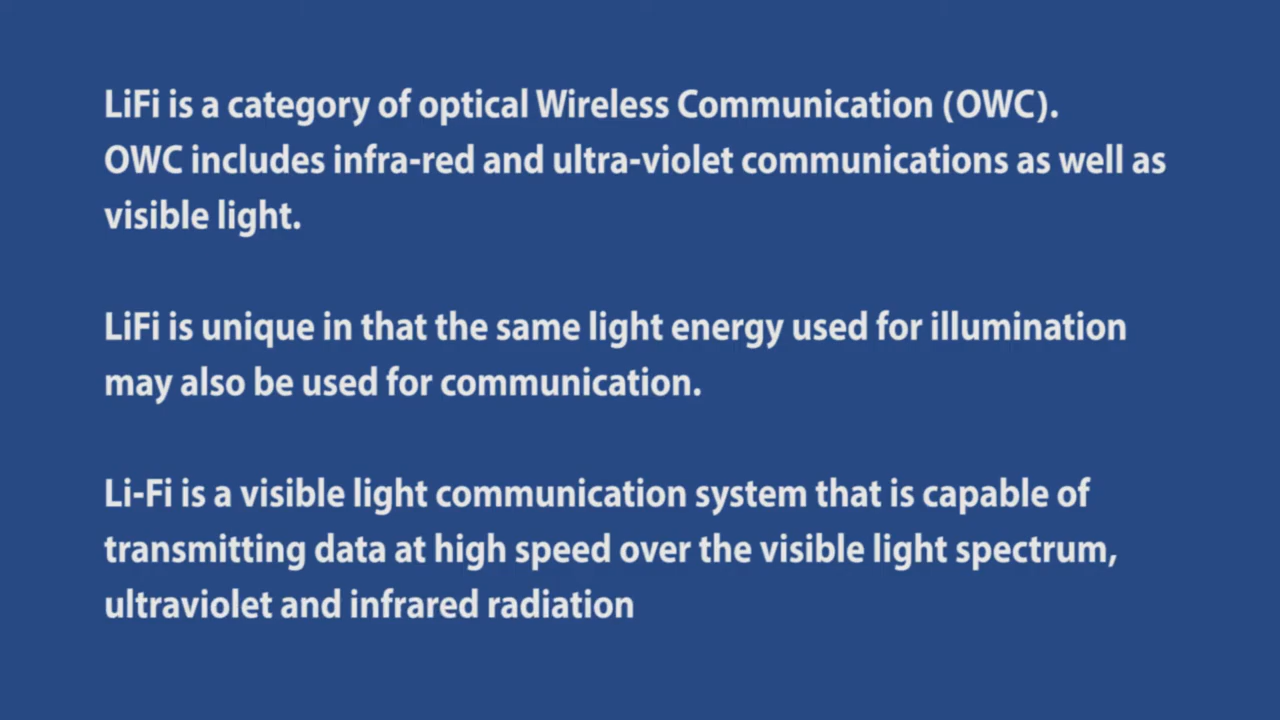 LiFi is a category of optical Wireless Communication (OWC).
OWC includes infra-red and ultra-violet communications as well as
visible light.
LiFi is unique in that the same light energy used for illumination
may also be used for communication.
Li-Fi is a visible light communication system that is capable of
transmitting data at high speed over the visible light spectrum,
ultraviolet and infrared radiation